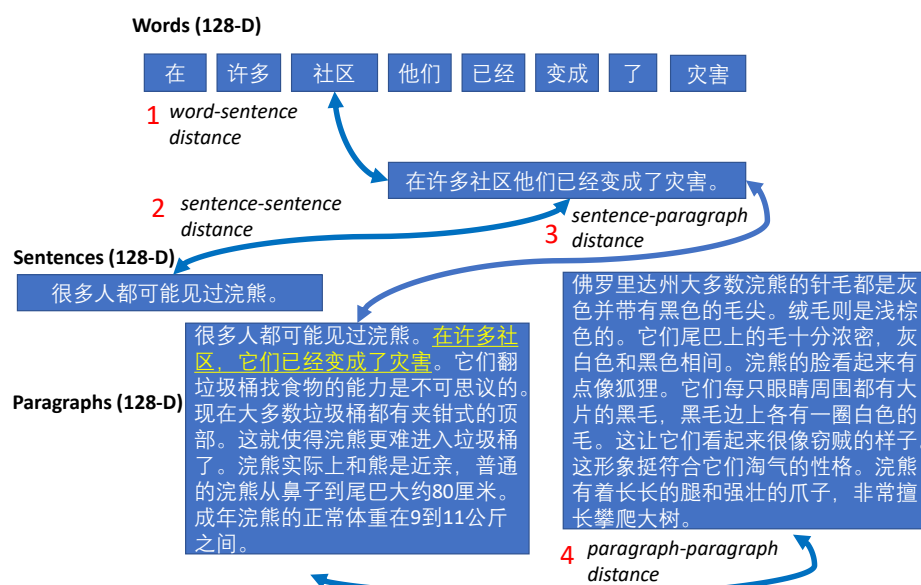 Words (128-D)
在 许多 社区 他们 已经 变成 了 灾害
1 word-sentence
distance
在许多社区他们已经变成了灾害。
2 sentence-sentence
distance
3 sentence-paragraph
distance
Sentences (128-D)
很多人都可能见过浣熊。
Paragraphs (128-D)
很多人都可能见过浣熊。在许多社
区，它们已经变成了灾害。它们翻
垃圾桶找食物的能力是不可思议的。
现在大多数垃圾桶都有夹钳式的顶
部。这就使得浣熊更难进入垃圾桶
了。浣熊实际上和熊是近亲，普通
的浣熊从鼻子到尾巴大约80厘米。
成年浣熊的正常体重在9到11公斤
之间。
佛罗里达州大多数浣熊的针毛都是灰
色并带有黑色的毛尖。绒毛则是浅棕
色的。它们尾巴上的毛十分浓密，灰
白色和黑色相间。浣熊的脸看起来有
点像狐狸。它们每只眼睛周围都有大
片的黑毛，黑毛边上各有一圈白色的
毛。这让它们看起来很像窃贼的样子
这形象挺符合它们淘气的性格。浣熊
有着长长的腿和强壮的爪子，非常擅
长攀爬大树。
4 paragraph-paragraph
distance